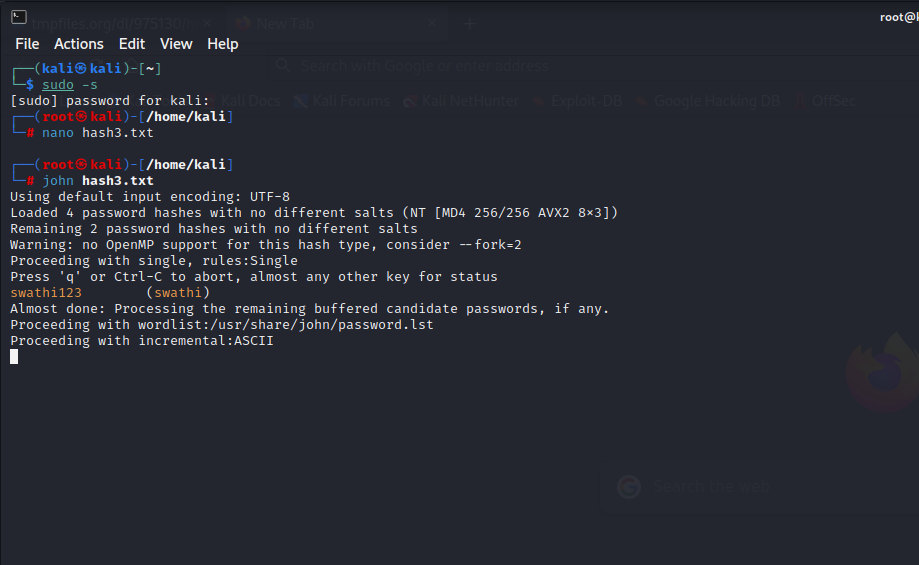 tmpfiles.org/dl/975130/
New Tab
root@k
File Actions Edit View Help
Search with Google or enter address
┌──(kali㉿kali)-[~]
└─$ sudo -s
[sudo] password for kali:
Kali Docs Kali Forums Kali NetHunter Exploit-DB Google Hacking DB OffSec
┌──(root㉿kali)-[/home/kali]
└─# nano hash3.txt
┌──(root㉿kali)-[/home/kali]
└─# john hash3.txt
Using default input encoding: UTF-8
Loaded 4 password hashes with no different salts (NT [MD4 256/256 AVX2 8×3])
Remaining 2 password hashes with no different salts
Warning: no OpenMP support for this hash type, consider --fork=2
Proceeding with single, rules:Single
Press 'q' or Ctrl-C to abort, almost any other key for status
swathi123 (swathi)
Almost done: Processing the remaining buffered candidate passwords, if any.
Proceeding with wordlist:/usr/share/john/password.lst
Proceeding with incremental:ASCII
Search the web